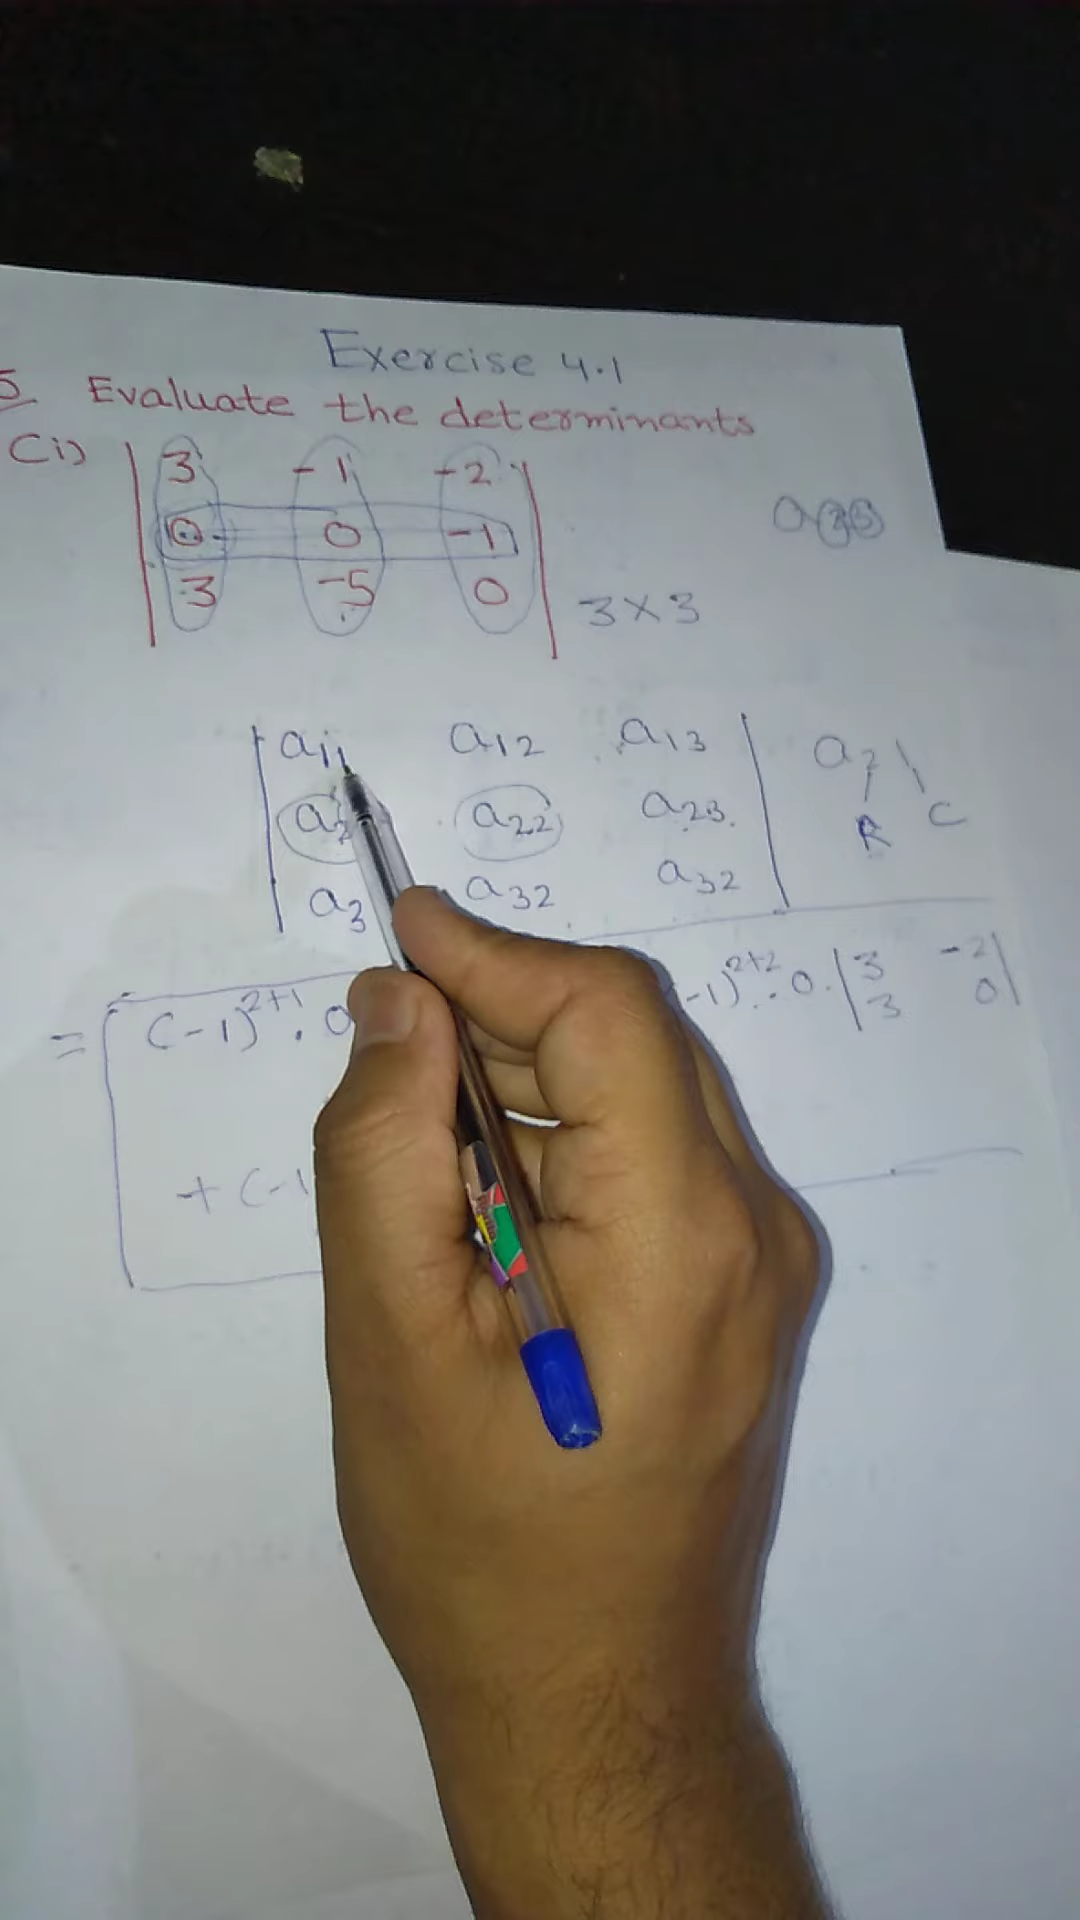 Exercise 4.1
5. Evaluate the determinants
(i) | 3 -1 -2 |
| 0 0 -1 |
| 3 -5 0 |
3×3
| a11 a12 a13 |
| a2 a22 a23 |
| a3 a32 a32 |
a21
R C
= (-1)^2+1 . 0 -1)^2+2 . 0 . | 3 -2 |
| 3 0 |
+ (-1